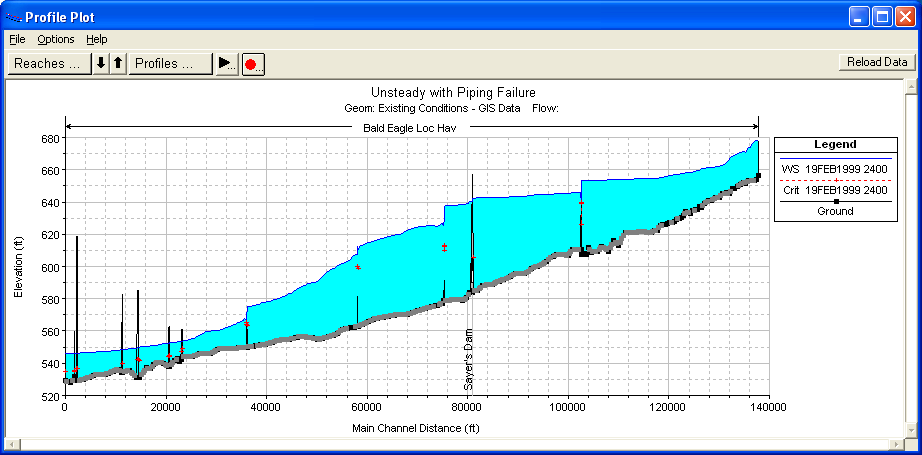 Profile Plot
File Options Help
Reaches ...
Profiles ...
...
...
Reload Data
Unsteady with Piping Failure
Geom: Existing Conditions - GIS Data Flow:
Bald Eagle Loc Hav
680
660
640
620
600
580
560
540
520
Elevation (ft)
0 20000 40000 60000 80000 100000 120000 140000
Main Channel Distance (ft)
Sayer's Dam
Legend
WS 19FEB1999 2400
Crit 19FEB1999 2400
Ground